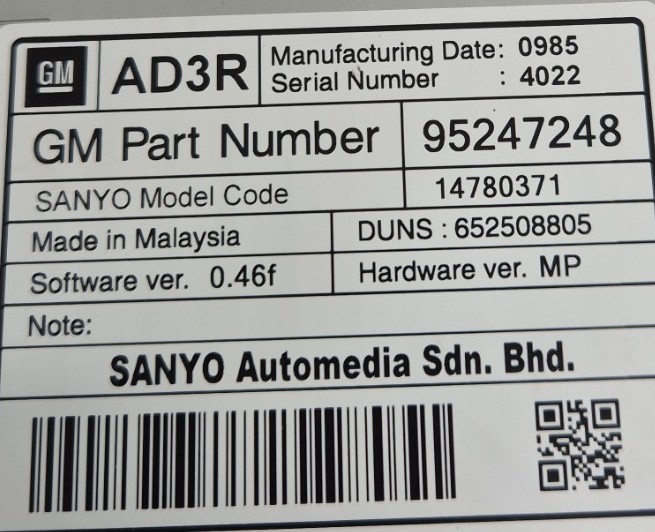 GM AD3R Manufacturing Date: 0985
Serial Number : 4022
GM Part Number 95247248
SANYO Model Code 14780371
Made in Malaysia DUNS : 652508805
Software ver. 0.46f Hardware ver. MP
Note:
SANYO Automedia Sdn. Bhd.